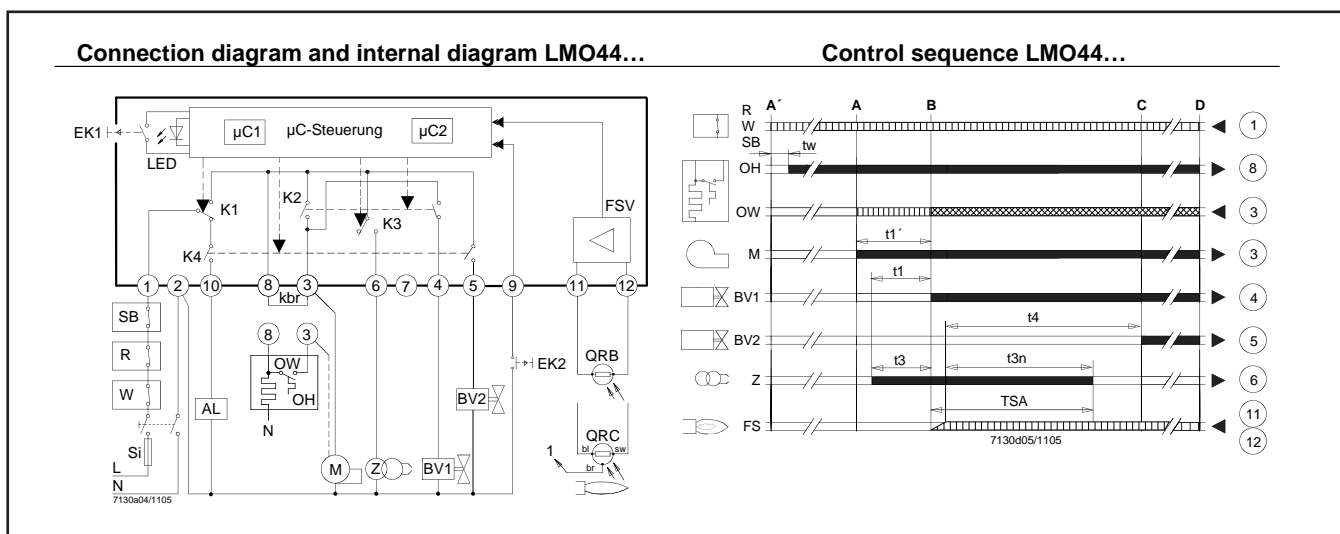 Connection diagram and internal diagram LMO44…
EK1
LED
µC1
µC-Steuerung
µC2
K1
K2
K3
K4
FSV
1
2
10
8
3
6
7
4
5
9
11
12
kbr
SB
R
W
Si
L
N
7130a04/1105
AL
8
3
OW
OH
N
M
Z
BV1
BV2
EK2
QRB
QRC
bl
sw
br
1
Control sequence LMO44…
A´
A
B
C
D
R
W
SB
1
tw
OH
8
OW
3
t1´
M
3
t1
BV1
4
t4
BV2
5
t3
t3n
Z
6
TSA
FS
11
12
7130d05/1105